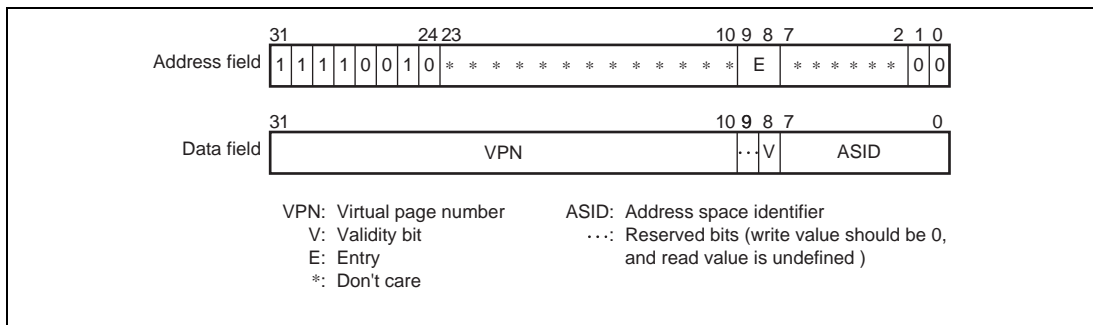 31 24 23 10 9 8 7 2 1 0
Address field 1 1 1 1 0 0 1 0 * * * * * * * * * * * * * * E * * * * * * 0 0
31 10 9 8 7 0
Data field VPN ... V ASID
VPN: Virtual page number ASID: Address space identifier
V: Validity bit ...: Reserved bits (write value should be 0,
E: Entry and read value is undefined )
*: Don't care